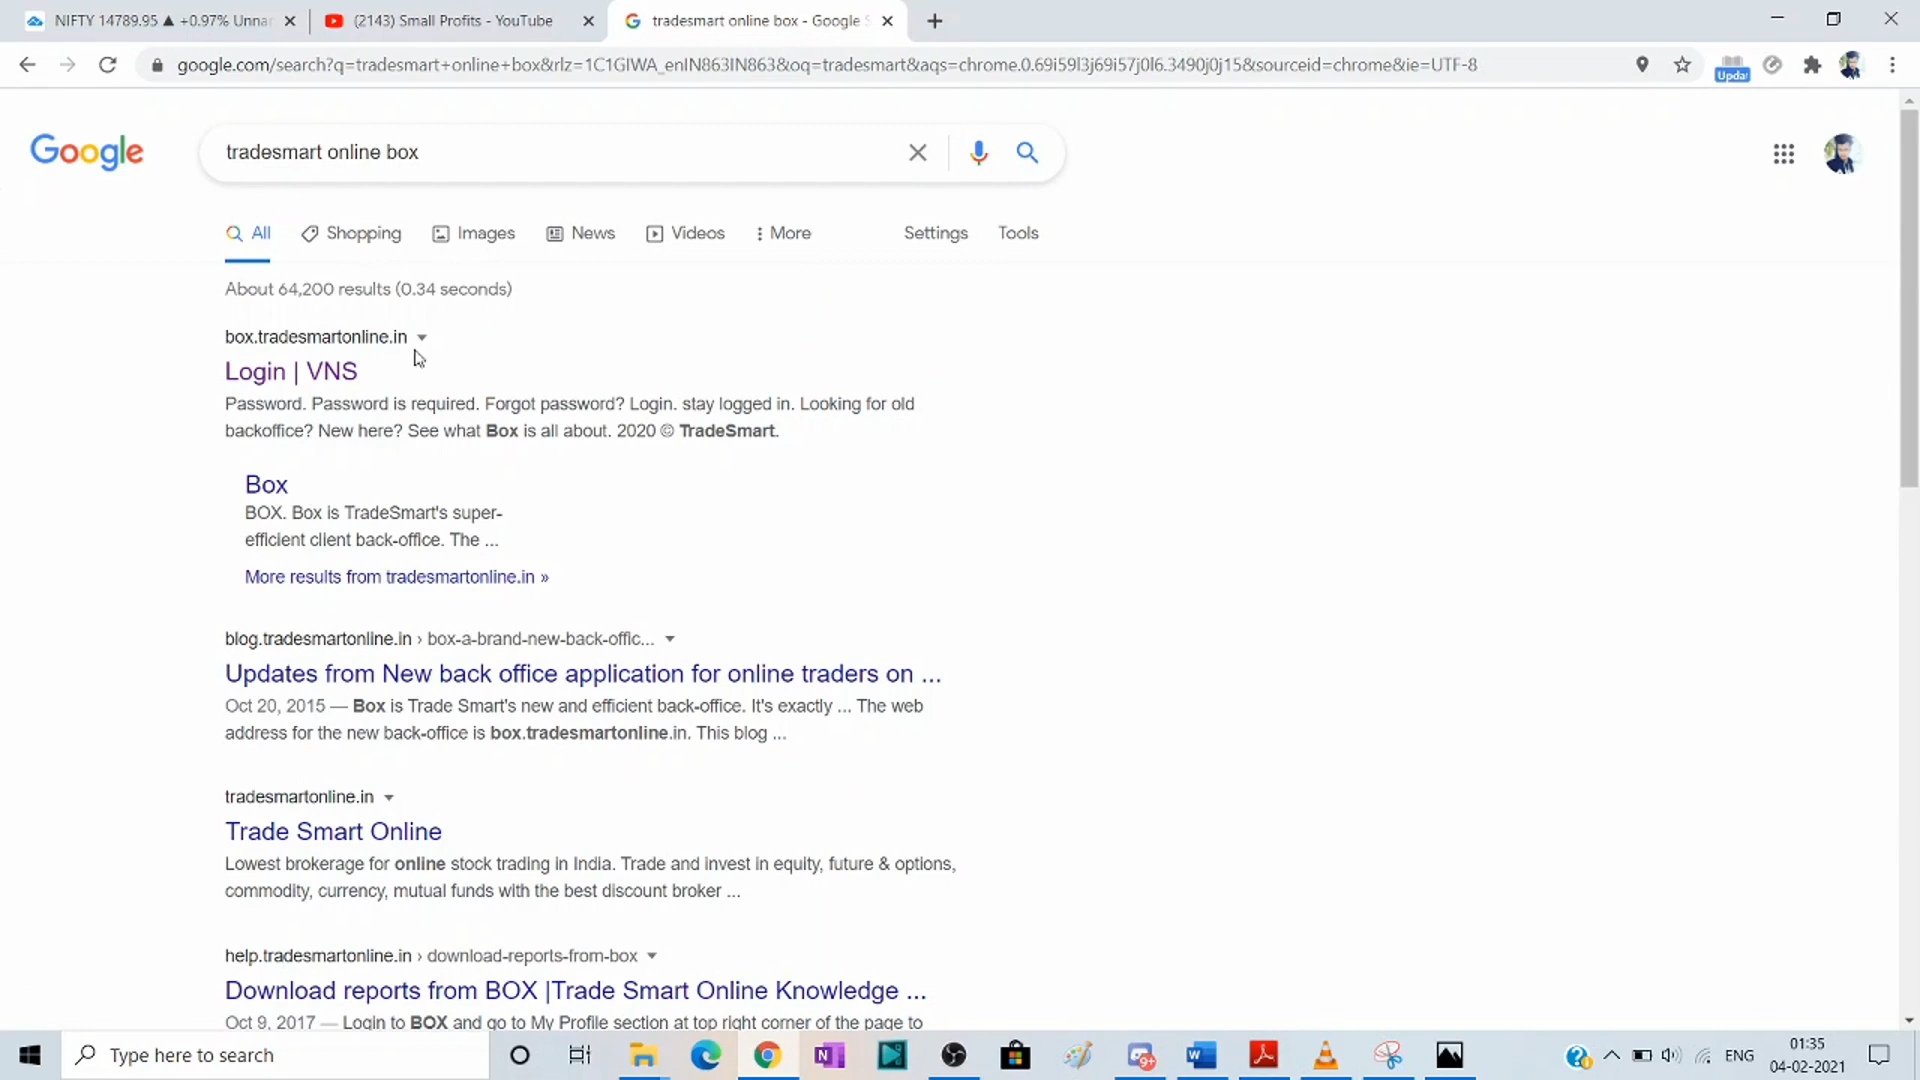 NIFTY 14789.95 ▲ +0.97% Unnar
(2143) Small Profits - YouTube
tradesmart online box - Google S
google.com/search?q=tradesmart+online+box&rlz=1C1GIWA_enIN863IN863&oq=tradesmart&aqs=chrome.0.69i59l3j69i57j0l6.3490j0j15&sourceid=chrome&ie=UTF-8
Updat
Google
tradesmart online box
All
Shopping
Images
News
Videos
More
Settings
Tools
About 64,200 results (0.34 seconds)
box.tradesmartonline.in
Login | VNS
Password. Password is required. Forgot password? Login. stay logged in. Looking for old
backoffice? New here? See what Box is all about. 2020 © TradeSmart.
Box
BOX. Box is TradeSmart's super-
efficient client back-office. The ...
More results from tradesmartonline.in »
blog.tradesmartonline.in › box-a-brand-new-back-offic...
Updates from New back office application for online traders on ...
Oct 20, 2015 — Box is Trade Smart's new and efficient back-office. It's exactly ... The web
address for the new back-office is box.tradesmartonline.in. This blog ...
tradesmartonline.in
Trade Smart Online
Lowest brokerage for online stock trading in India. Trade and invest in equity, future & options,
commodity, currency, mutual funds with the best discount broker ...
help.tradesmartonline.in › download-reports-from-box
Download reports from BOX |Trade Smart Online Knowledge ...
Oct 9, 2017 — Login to BOX and go to My Profile section at top right corner of the page to
Type here to search
9+
ENG
01:35
04-02-2021